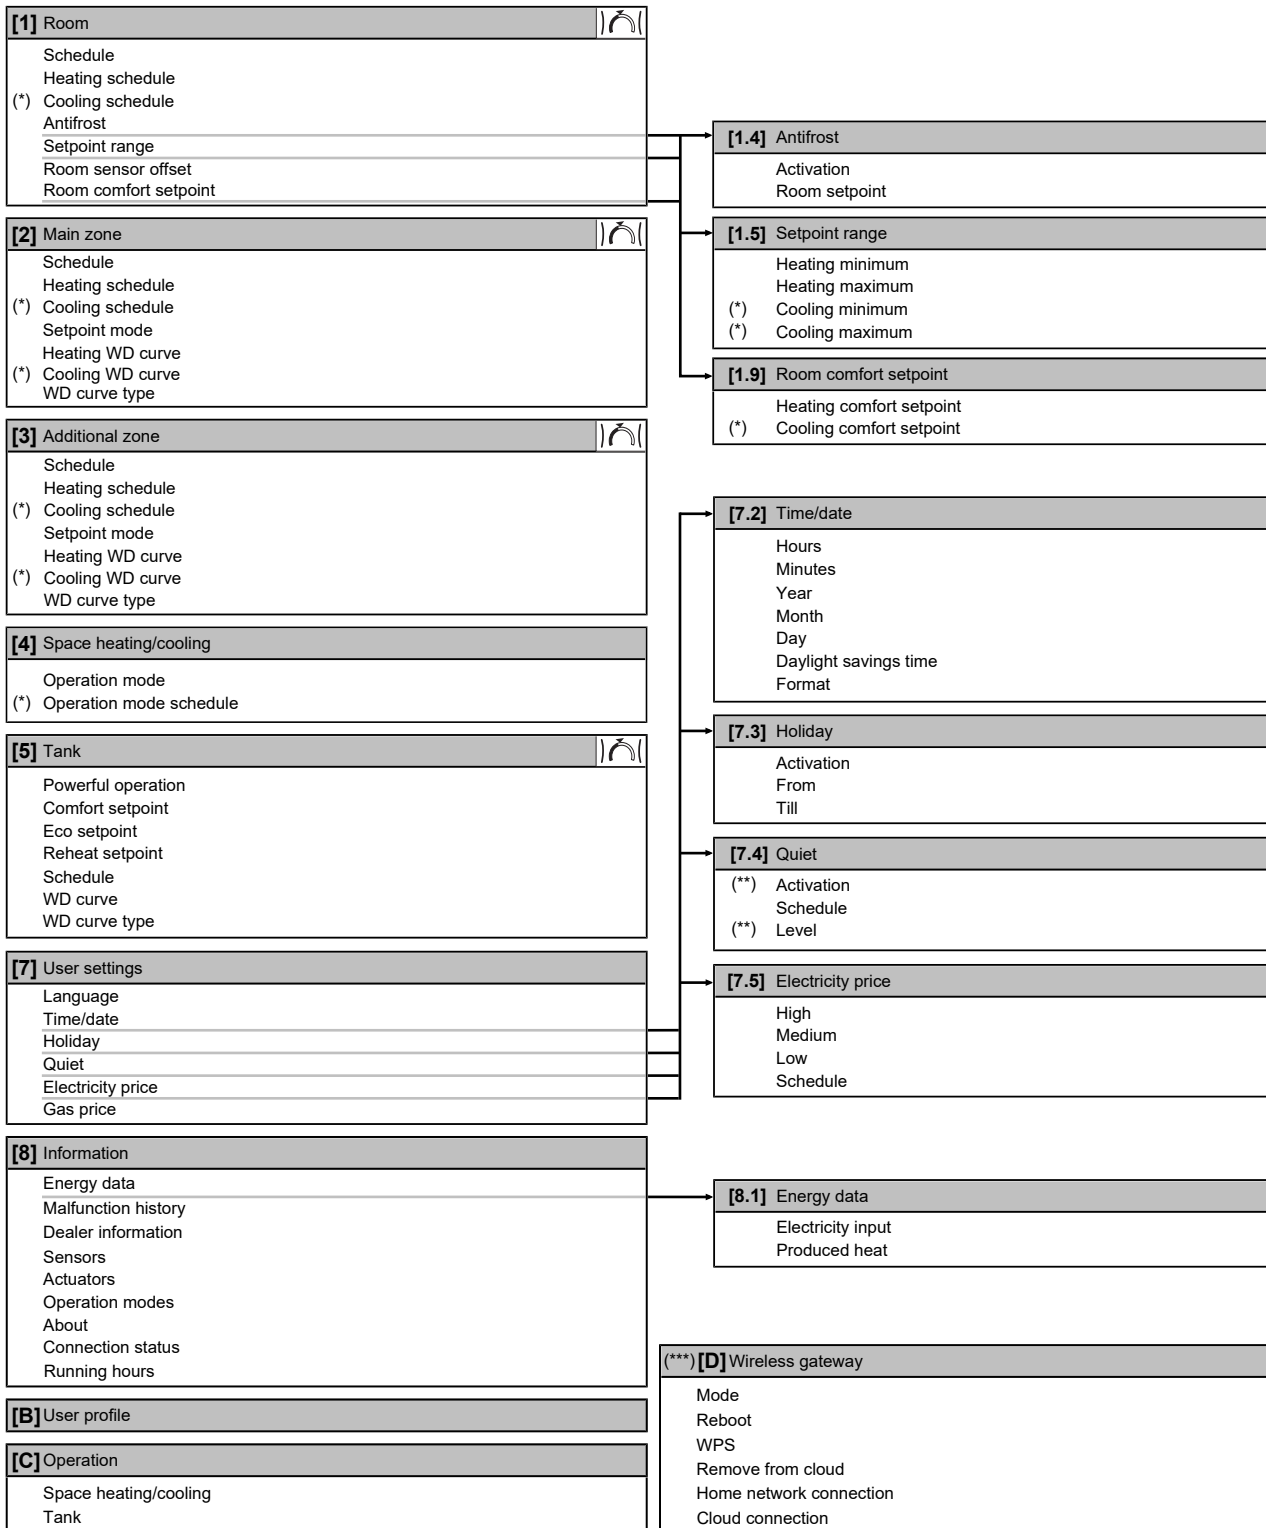 [1] Room
Schedule
Heating schedule
(*) Cooling schedule
Antifrost
Setpoint range
Room sensor offset
Room comfort setpoint
[2] Main zone
Schedule
Heating schedule
(*) Cooling schedule
Setpoint mode
Heating WD curve
(*) Cooling WD curve
WD curve type
[3] Additional zone
Schedule
Heating schedule
(*) Cooling schedule
Setpoint mode
Heating WD curve
(*) Cooling WD curve
WD curve type
[4] Space heating/cooling
Operation mode
(*) Operation mode schedule
[5] Tank
Powerful operation
Comfort setpoint
Eco setpoint
Reheat setpoint
Schedule
WD curve
WD curve type
[7] User settings
Language
Time/date
Holiday
Quiet
Electricity price
Gas price
[8] Information
Energy data
Malfunction history
Dealer information
Sensors
Actuators
Operation modes
About
Connection status
Running hours
[B] User profile
[C] Operation
Space heating/cooling
Tank
[1.4] Antifrost
Activation
Room setpoint
[1.5] Setpoint range
Heating minimum
Heating maximum
(*) Cooling minimum
(*) Cooling maximum
[1.9] Room comfort setpoint
Heating comfort setpoint
(*) Cooling comfort setpoint
[7.2] Time/date
Hours
Minutes
Year
Month
Day
Daylight savings time
Format
[7.3] Holiday
Activation
From
Till
[7.4] Quiet
(**) Activation
Schedule
(**) Level
[7.5] Electricity price
High
Medium
Low
Schedule
[8.1] Energy data
Electricity input
Produced heat
(***) [D] Wireless gateway
Mode
Reboot
WPS
Remove from cloud
Home network connection
Cloud connection